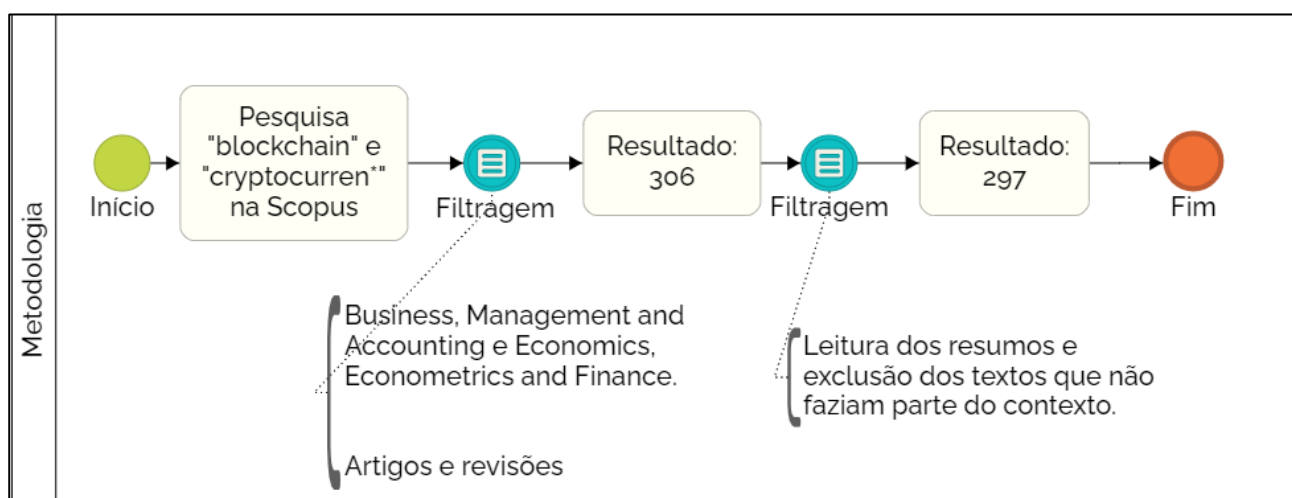 Metodologia
Início
Pesquisa
"blockchain" e
"cryptocurren*"
na Scopus
Filtragem
Resultado:
306
Filtragem
Resultado:
297
Fim
Business, Management and
Accounting e Economics,
Econometrics and Finance.
Artigos e revisões
Leitura dos resumos e
exclusão dos textos que não
faziam parte do contexto.